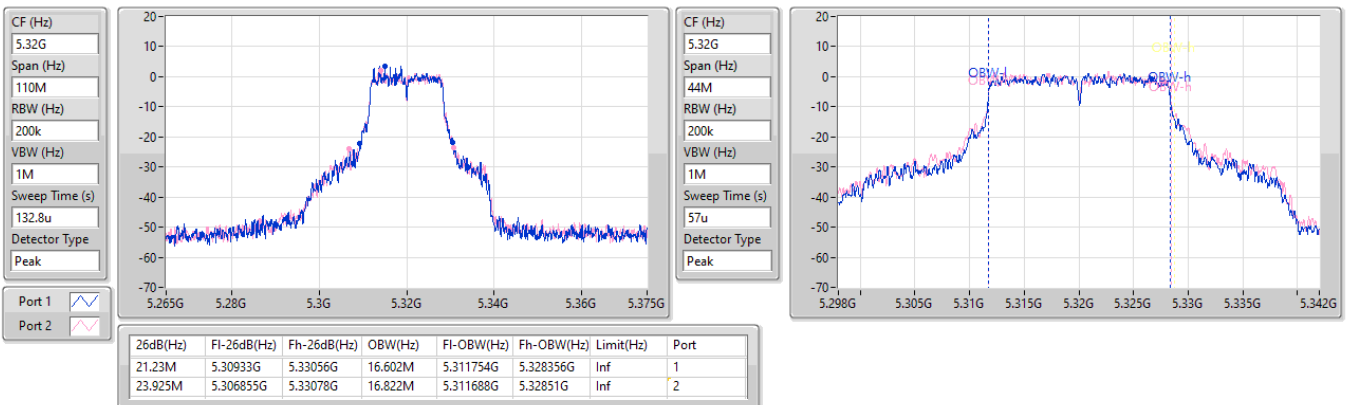 CF (Hz)
5.32G
Span (Hz)
110M
RBW (Hz)
200k
VBW (Hz)
1M
Sweep Time (s)
132.8u
Detector Type
Peak
Port 1
Port 2
20
10
0
-10
-20
-30
-40
-50
-60
-70
5.265G 5.28G 5.3G 5.32G 5.34G 5.36G 5.375G
CF (Hz)
5.32G
Span (Hz)
44M
RBW (Hz)
200k
VBW (Hz)
1M
Sweep Time (s)
57u
Detector Type
Peak
20
10
0
-10
-20
-30
-40
-50
-60
-70
OBW-l
OBW-h
OBW-h
5.298G 5.305G 5.31G 5.315G 5.32G 5.325G 5.33G 5.335G 5.342G
26dB(Hz) Fl-26dB(Hz) Fh-26dB(Hz) OBW(Hz) Fl-OBW(Hz) Fh-OBW(Hz) Limit(Hz) Port
21.23M 5.30933G 5.33056G 16.602M 5.311754G 5.328356G Inf 1
23.925M 5.306855G 5.33078G 16.822M 5.311688G 5.32851G Inf 2